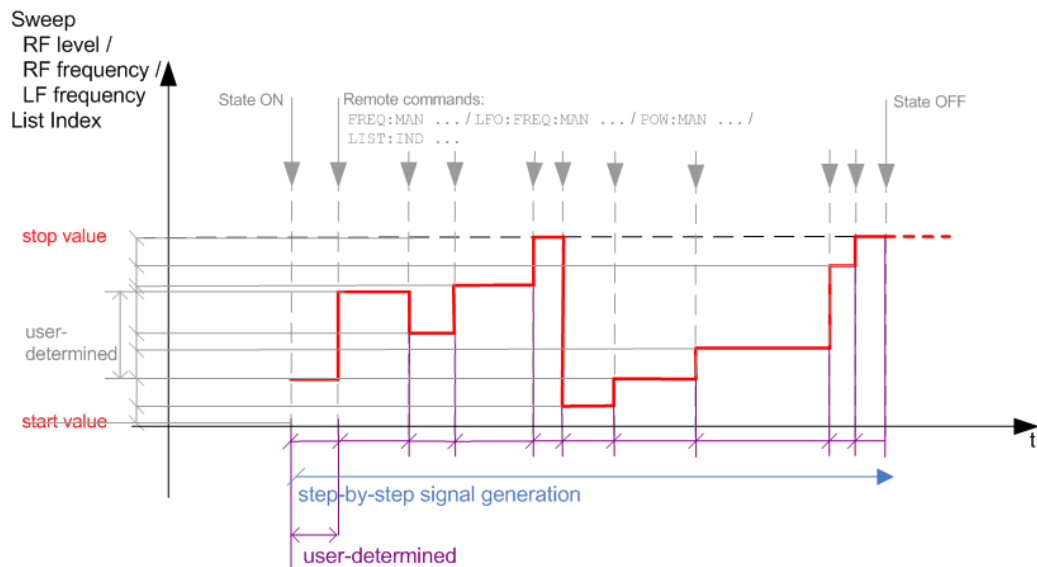 Sweep
RF level /
RF frequency /
LF frequency
List Index
State ON
Remote commands:
FREQ:MAN ... / LFO:FREQ:MAN ... / POW:MAN ... /
LIST:IND ...
State OFF
stop value
user-
determined
start value
t
step-by-step signal generation
user-determined